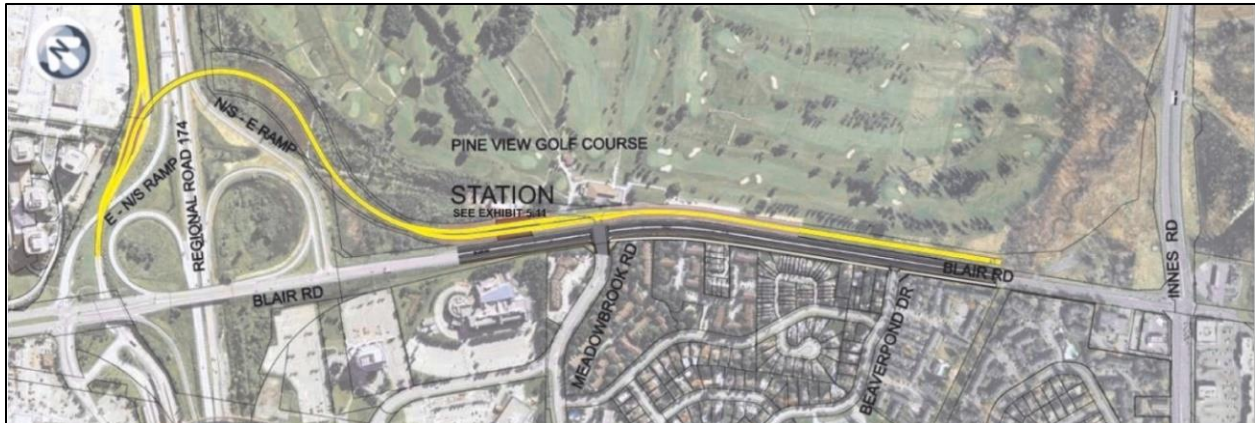 N
N/S - E RAMP
REGIONAL ROAD 174
E - N/S RAMP
PINE VIEW GOLF COURSE
STATION
SEE EXHIBIT 5.44
BLAIR RD
MEADOWBROOK RD
BEAVERPOND DR
BLAIR RD
INNES RD